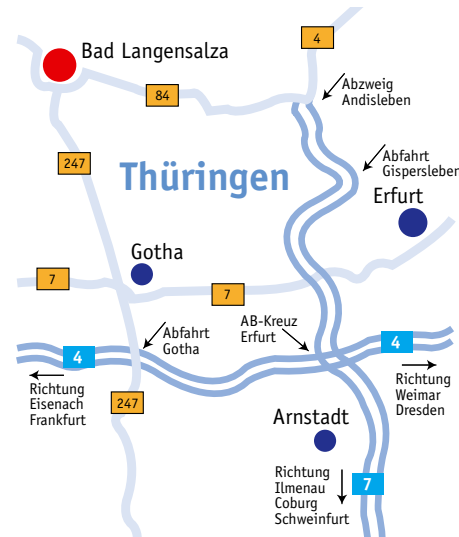 4
Bad Langensalza
Abzweig
Andisleben
84
247
Abfahrt
Gispersleben
Thüringen
Erfurt
Gotha
7
7
AB-Kreuz
Erfurt
Abfahrt
Gotha
4
4
Richtung
Eisenach
Frankfurt
Richtung
Weimar
Dresden
247
Arnstadt
Richtung
Ilmenau
Coburg
Schweinfurt
7